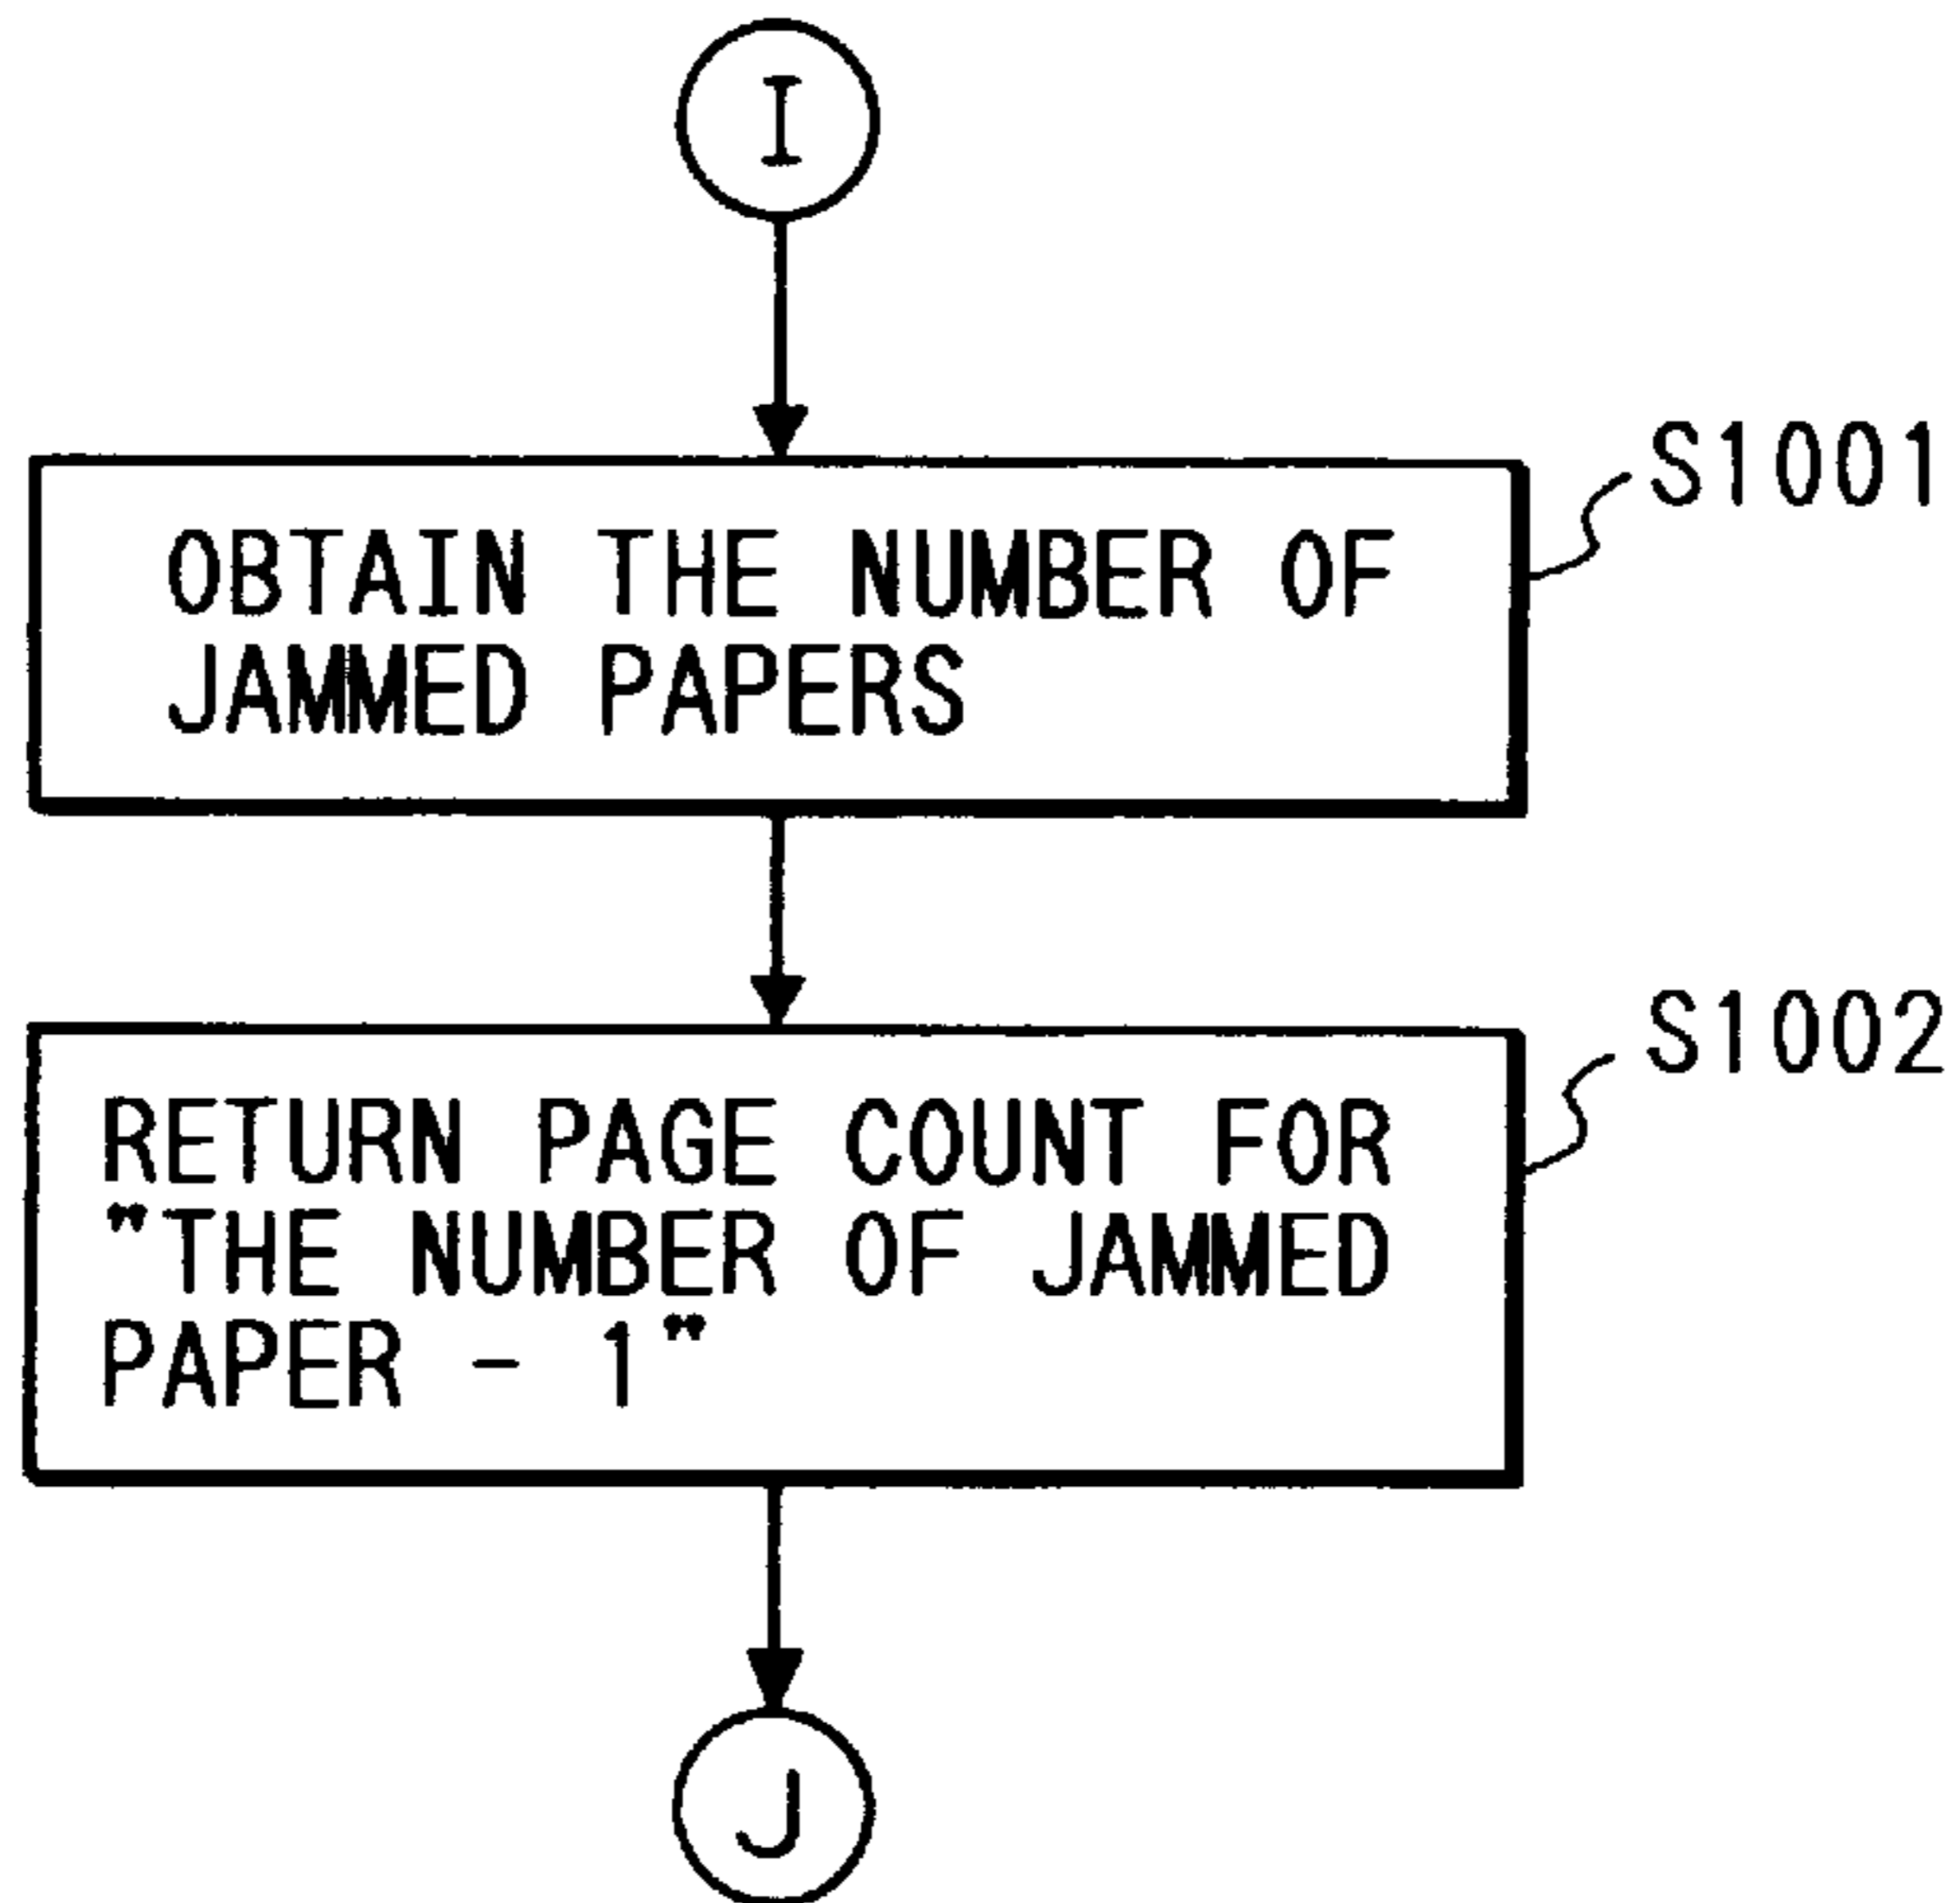 I
S1001
OBTAIN THE NUMBER OF
JAMMED PAPERS
S1002
RETURN PAGE COUNT FOR
"THE NUMBER OF JAMMED
PAPER - 1"
J